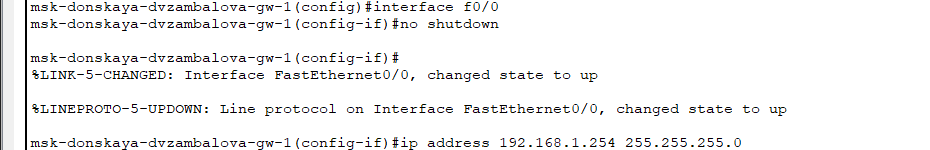 msk-donskaya-dvzambalova-gw-1(config)#interface f0/0
msk-donskaya-dvzambalova-gw-1(config-if)#no shutdown
msk-donskaya-dvzambalova-gw-1(config-if)#
%LINK-5-CHANGED: Interface FastEthernet0/0, changed state to up
%LINEPROTO-5-UPDOWN: Line protocol on Interface FastEthernet0/0, changed state to up
msk-donskaya-dvzambalova-gw-1(config-if)#ip address 192.168.1.254 255.255.255.0